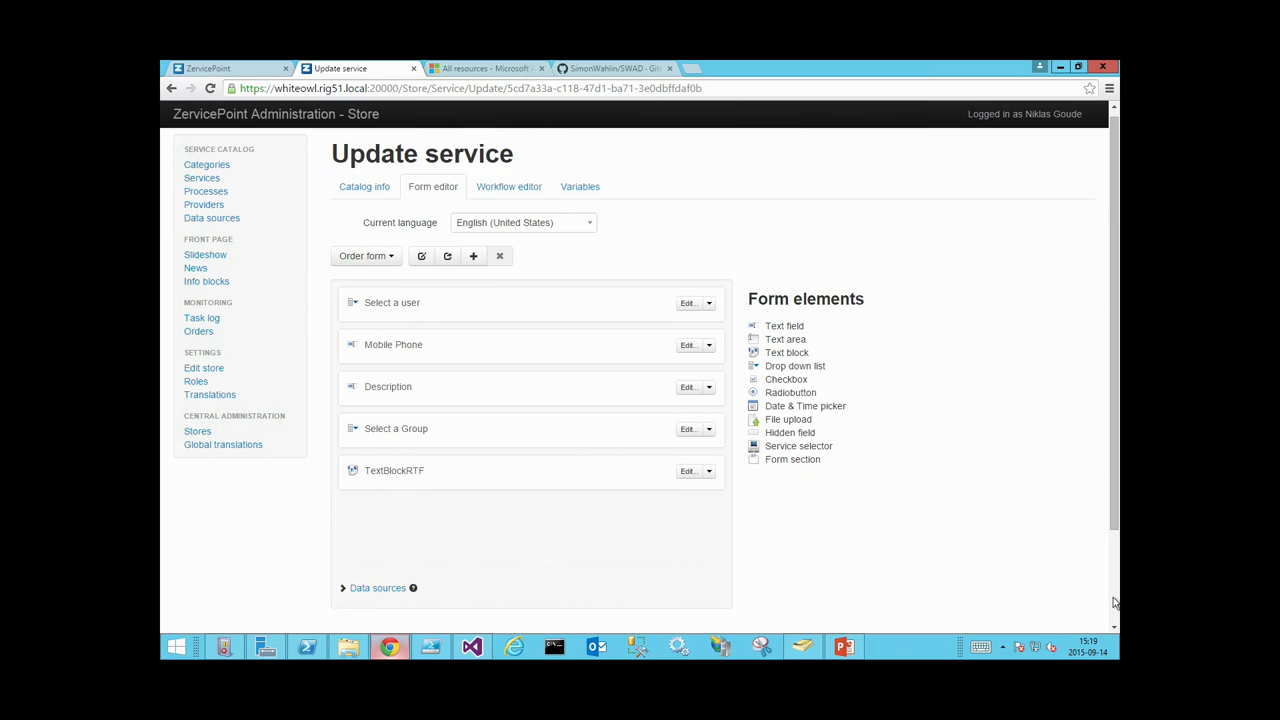 ZervicePoint
Update service
All resources - Microsoft
SimonWahlin/SWAD · Git
https://whiteowl.rig51.local:20000/Store/Service/Update/5cd7a33a-c118-47d1-ba71-3e0dbffdaf0b
ZervicePoint Administration - Store
Logged in as Niklas Goude
SERVICE CATALOG
Categories
Services
Processes
Providers
Data sources
FRONT PAGE
Slideshow
News
Info blocks
MONITORING
Task log
Orders
SETTINGS
Edit store
Roles
Translations
CENTRAL ADMINISTRATION
Stores
Global translations
Update service
Catalog info
Form editor
Workflow editor
Variables
Current language
English (United States)
Order form
Select a user
Edit...
Mobile Phone
Edit...
Description
Edit...
Select a Group
Edit...
TextBlockRTF
Edit...
Data sources
Form elements
Text field
Text area
Text block
Drop down list
Checkbox
Radiobutton
Date & Time picker
File upload
Hidden field
Service selector
Form section
15:19
2015-09-14